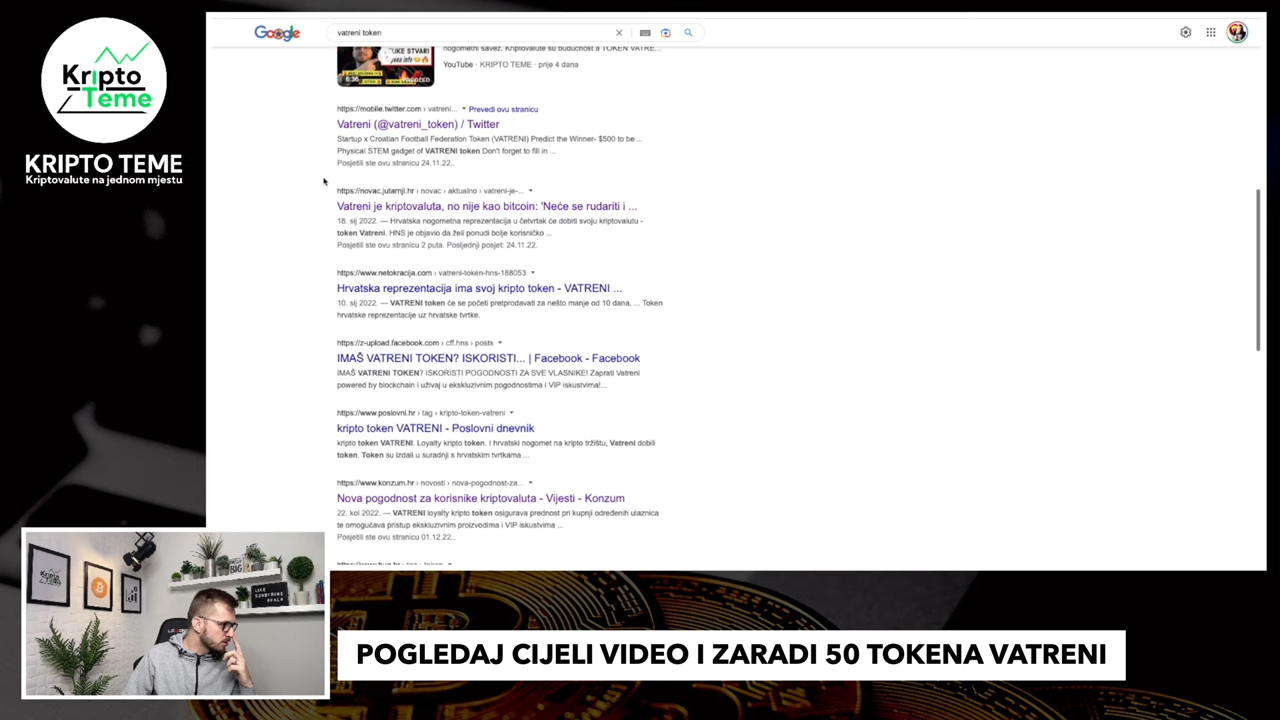 Kripto
Teme
KRIPTO TEME
Kriptovalute na jednom mjestu
Google
vatreni token
nogometni savez. Kriptovalute su budućnost a TOKEN VATRE...
YouTube · KRIPTO TEME · prije 4 dana
https://mobile.twitter.com › vatreni... Prevedi ovu stranicu
Vatreni (@vatreni_token) / Twitter
Startup x Croatian Football Federation Token (VATRENI) Predict the Winner- $500 to be ...
Physical STEM gadget of VATRENI token Don't forget to fill in ...
Posjetili ste ovu stranicu 24.11.22..
https://novac.jutarnji.hr › novac › aktualno › vatreni-je-...
Vatreni je kriptovaluta, no nije kao bitcoin: 'Neće se rudariti i ...
18. sij 2022. — Hrvatska nogometna reprezentacija u četvrtak će dobiti svoju kriptovalutu -
token Vatreni. HNS je objavio da želi ponudi bolje korisničko ...
Posjetili ste ovu stranicu 2 puta. Posljednji posjet: 24.11.22.
https://www.netokracija.com › vatreni-token-hns-188053
Hrvatska reprezentacija ima svoj kripto token - VATRENI ...
10. sij 2022. — VATRENI token će se početi pretprodavati za nešto manje od 10 dana, ... Token
hrvatske reprezentacije uz hrvatske tvrtke.
https://z-upload.facebook.com › cff.hns › posts
IMAŠ VATRENI TOKEN? ISKORISTI... | Facebook - Facebook
IMAŠ VATRENI TOKEN? ISKORISTI POGODNOSTI ZA SVE VLASNIKE! Zaprati Vatreni
powered by blockchain i uživaj u ekskluzivnim pogodnostima i VIP iskustvima!...
https://www.poslovni.hr › tag › kripto-token-vatreni
kripto token VATRENI - Poslovni dnevnik
kripto token VATRENI. Loyalty kripto token. I hrvatski nogomet na kripto tržištu, Vatreni dobili
token. Token su izdali u suradnji s hrvatskim tvrtkama ...
https://www.konzum.hr › novosti › nova-pogodnost-za...
Nova pogodnost za korisnike kriptovaluta - Vijesti - Konzum
22. kol 2022. — VATRENI loyalty kripto token osigurava prednost pri kupnji određenih ulaznica
te omogućava pristup ekskluzivnim proizvodima i VIP iskustvima ...
Posjetili ste ovu stranicu 01.12.22..
Kripto
Teme
BIG
LIKE
POGLEDAJ CIJELI VIDEO I ZARADI 50 TOKENA VATRENI